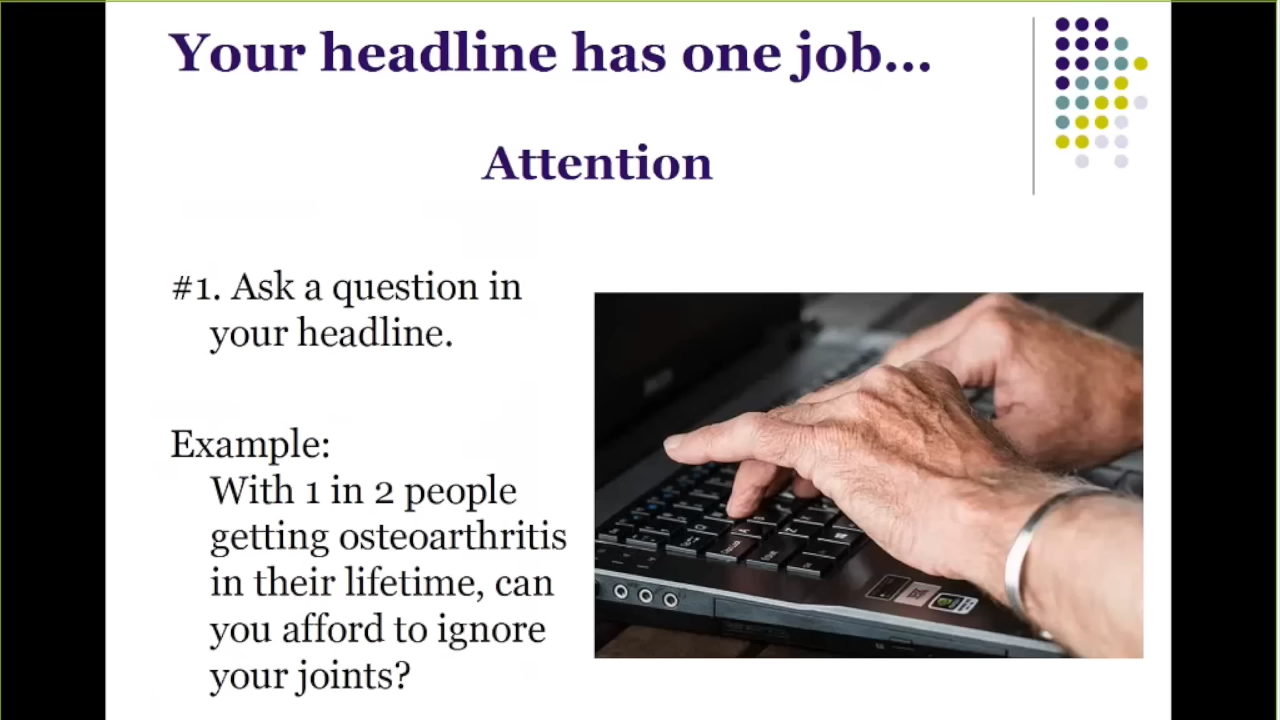 Your headline has one job...
Attention
#1. Ask a question in
your headline.
Example:
With 1 in 2 people
getting osteoarthritis
in their lifetime, can
you afford to ignore
your joints?